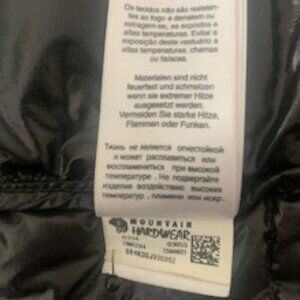 Os tecidos não são resisten-
tes ao fogo e derretem ou
estragam-se, se expostos a
altas temperaturas. Evitar a
exposição deste vestuário a
altas temperaturas, chamas
ou faíscas.
Materialien sind nicht
feuerfest und schmelzen
wenn sie extremer Hitze
ausgesetzt werden.
Vermeiden Sie starke Hitze,
Flammen oder Funken.
Ткань не является огнестойкой
и может расплавиться или
воспламениться при высокой
температуре. Не подвергайте
изделие воздействию высоких
температур, пламени или искр.
MOUNTAIN
HARDWEAR